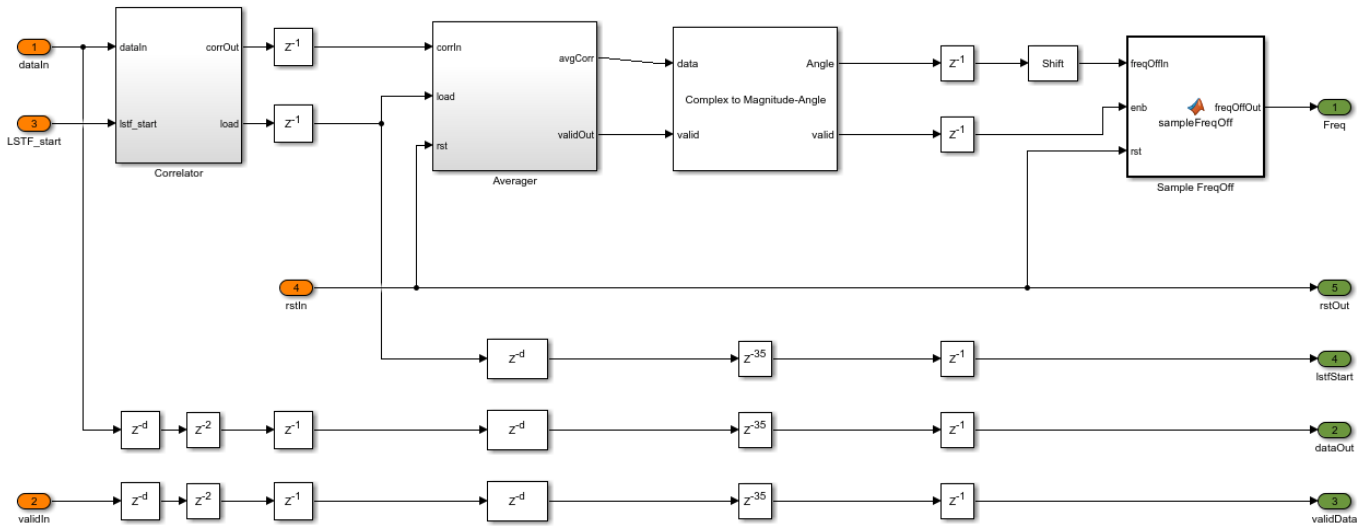 1
dataIn
3
LSTF_start
dataIn
corrOut
lstf_start
load
Correlator
z-1
z-1
corrIn
avgCorr
load
validOut
rst
Averager
data
Angle
Complex to Magnitude-Angle
valid
valid
z-1
z-1
Shift
freqOffIn
enb
freqOffOut
sampleFreqOff
rst
Sample FreqOff
1
Freq
4
rstIn
5
rstOut
z-d
z-35
z-1
4
lstfStart
z-d
z-2
z-1
z-d
z-35
z-1
2
dataOut
2
validIn
z-d
z-2
z-1
z-d
z-35
z-1
3
validData